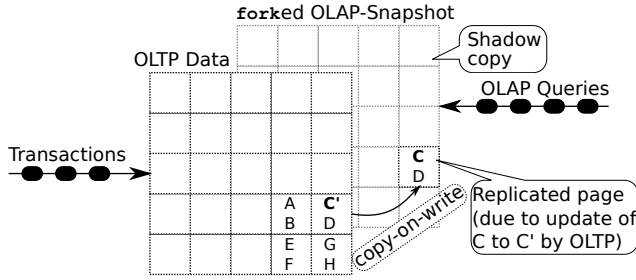 forked OLAP-Snapshot
Shadow
copy
OLTP Data
OLAP Queries
Transactions
C
D
A C'
B D
E G
F H
copy-on-write
Replicated page
(due to update of
C to C' by OLTP)